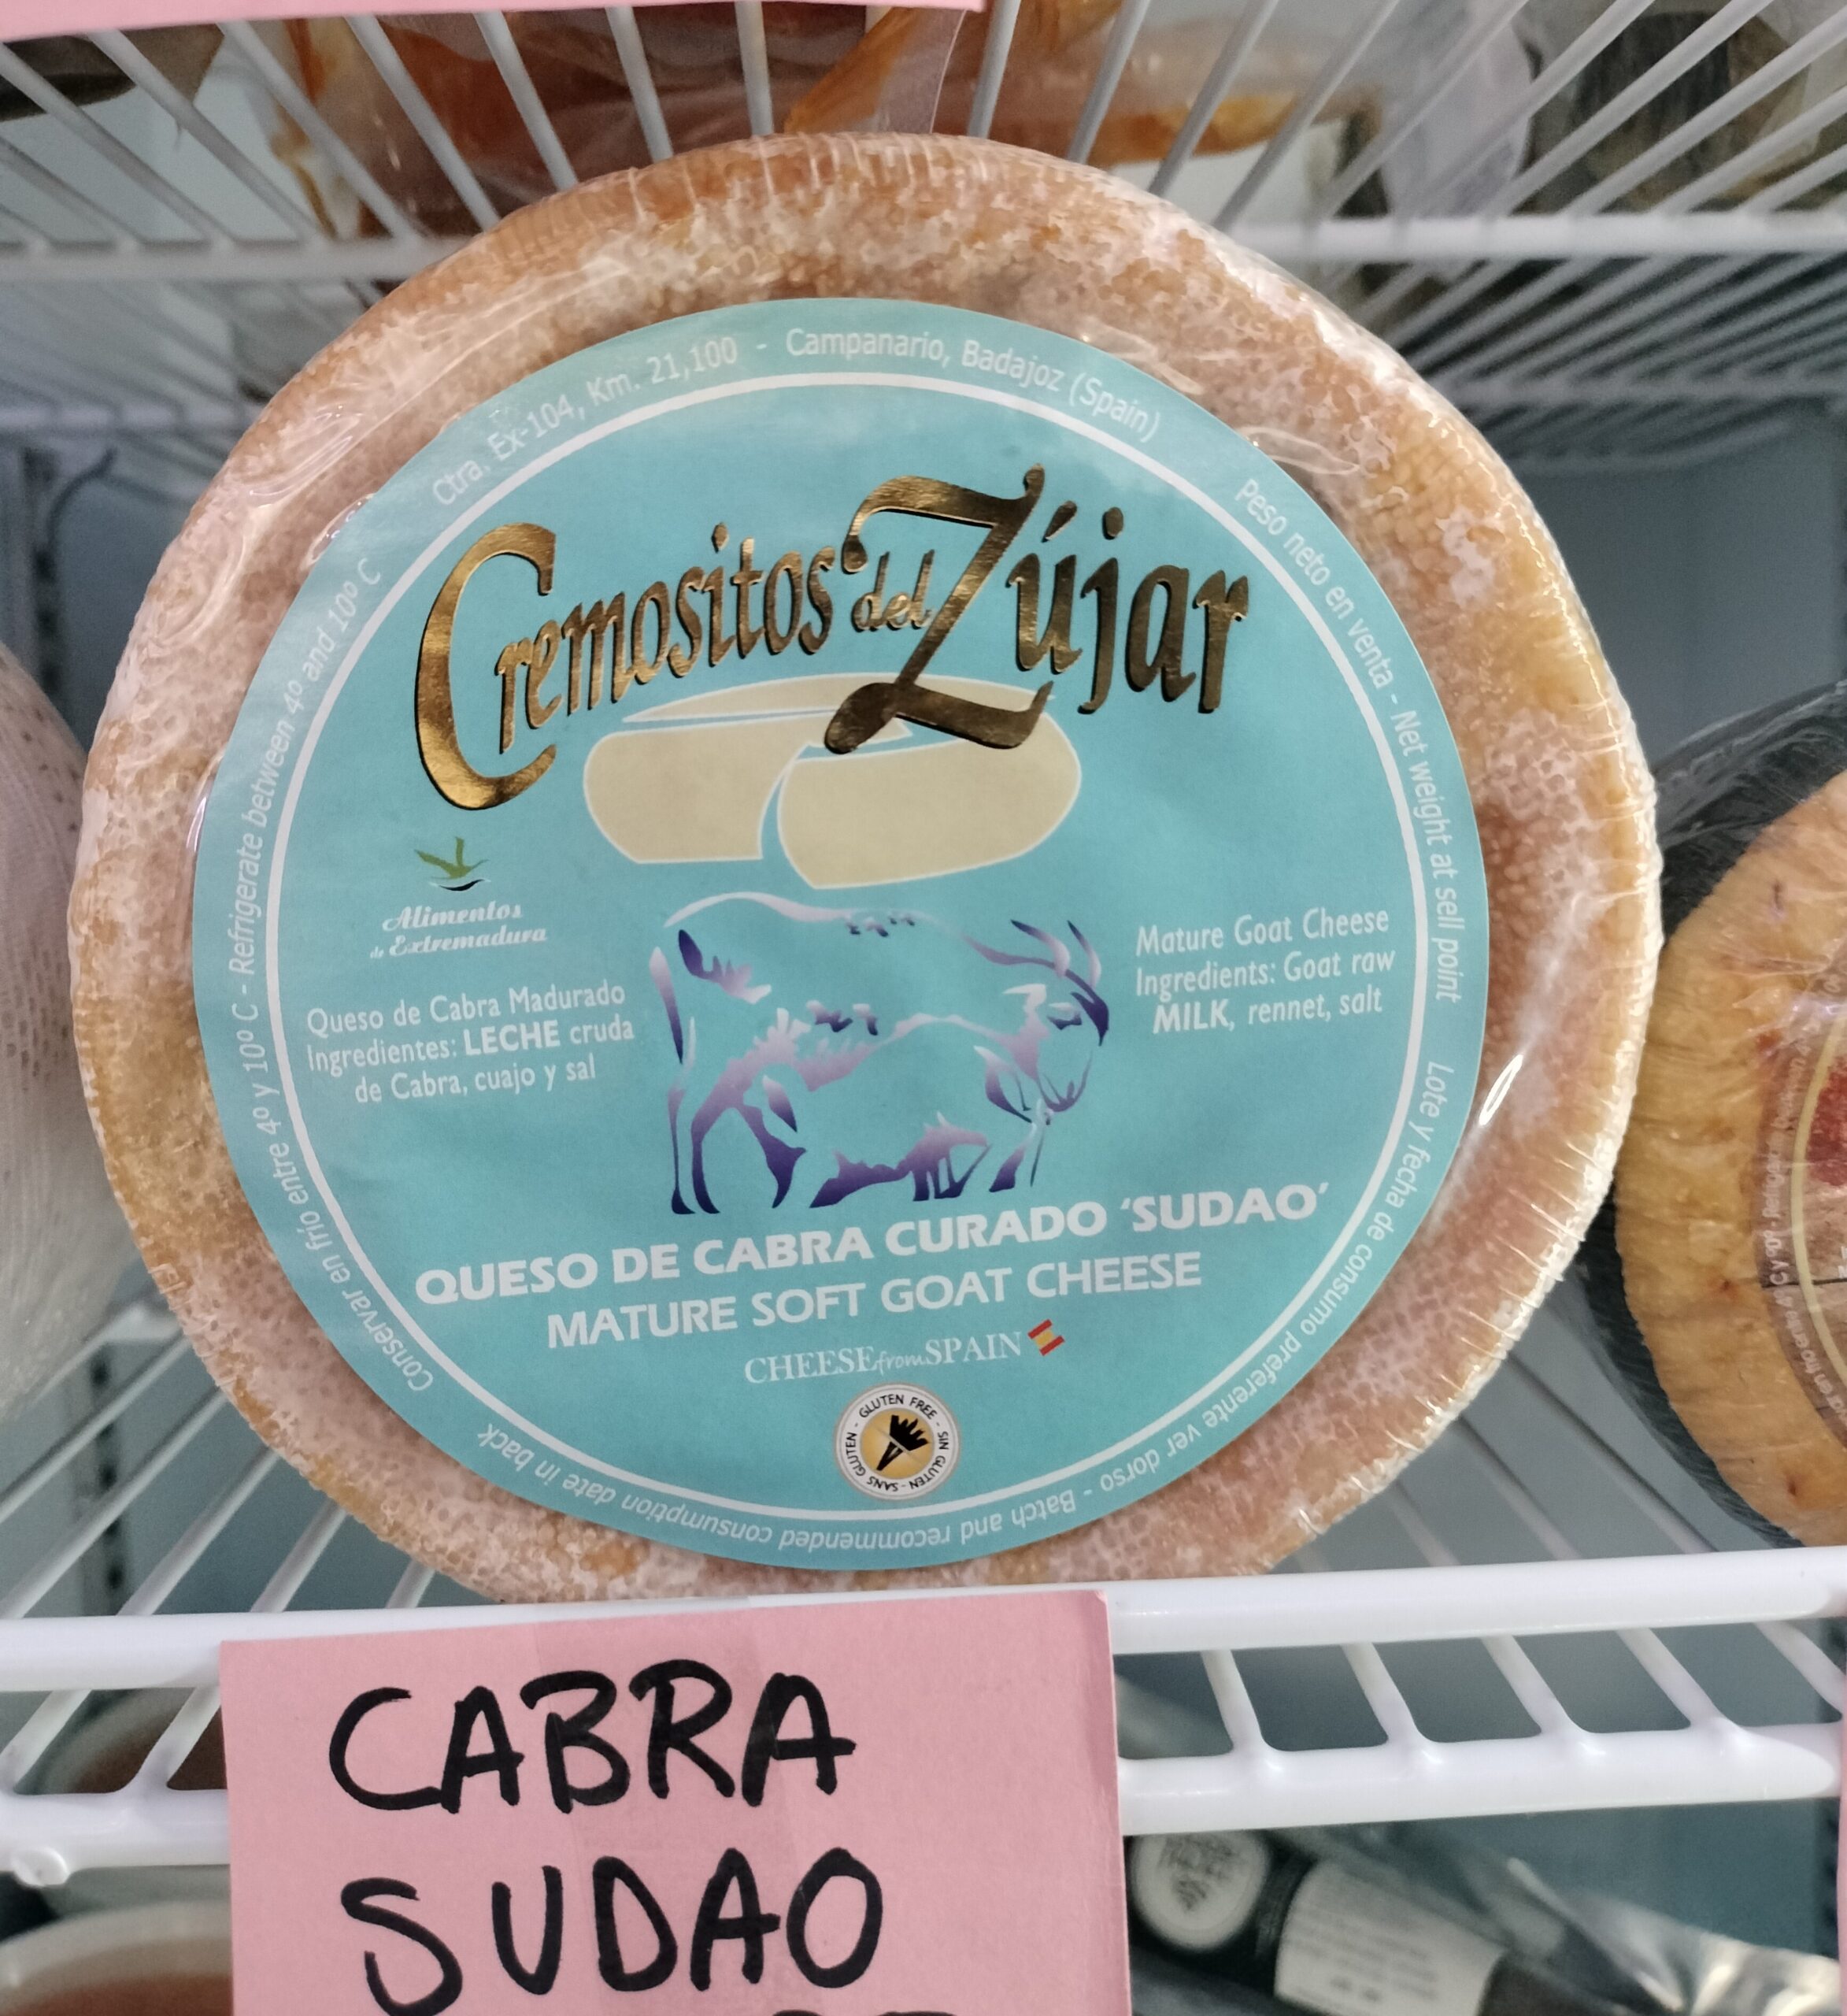 Ctra. Ex-104, Km. 21,100 - Campanario, Badajoz (Spain)
Peso neto en venta - Net weight at sell point
Lote y fecha de consumo preferente ver dorso - Batch and recommended consumption date in back
Conservar en frío entre 4º y 10º C - Refrigerate between 4º and 10º C
Cremositos del Zújar
Alimentos
de Extremadura
Queso de Cabra Madurado
Ingredientes: LECHE cruda
de Cabra, cuajo y sal
Mature Goat Cheese
Ingredients: Goat raw
MILK, rennet, salt
QUESO DE CABRA CURADO ‘SUDAO’
MATURE SOFT GOAT CHEESE
CHEESE from SPAIN
GLUTEN FREE - SIN GLUTEN - SANS GLUTEN -
CABRA
SUDAO